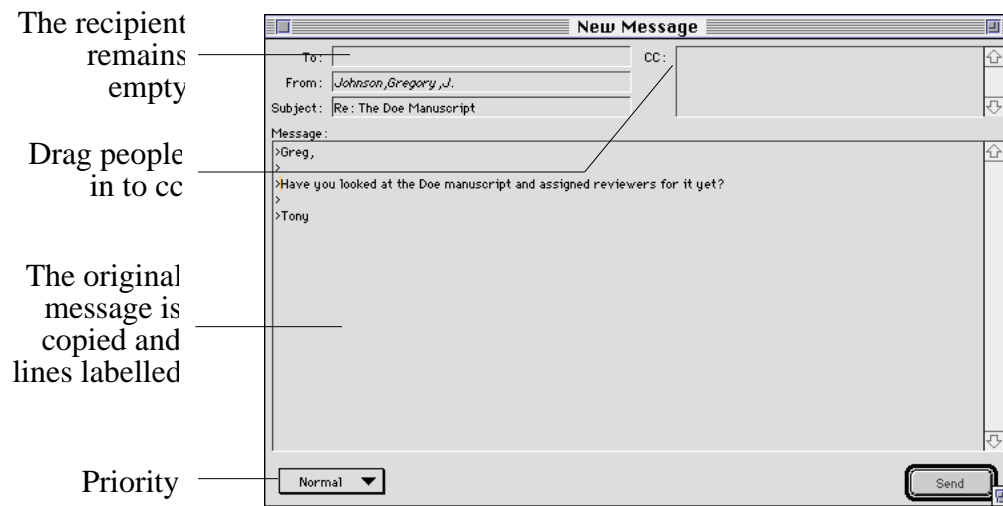 The recipient
remains
empty
Drag people
in to cc
The original
message is
copied and
lines labelled
Priority
New Message
To:
CC:
From: Johnson,Gregory,J.
Subject: Re: The Doe Manuscript
Message:
>Greg,
>
>Have you looked at the Doe manuscript and assigned reviewers for it yet?
>
>Tony
Normal
Send